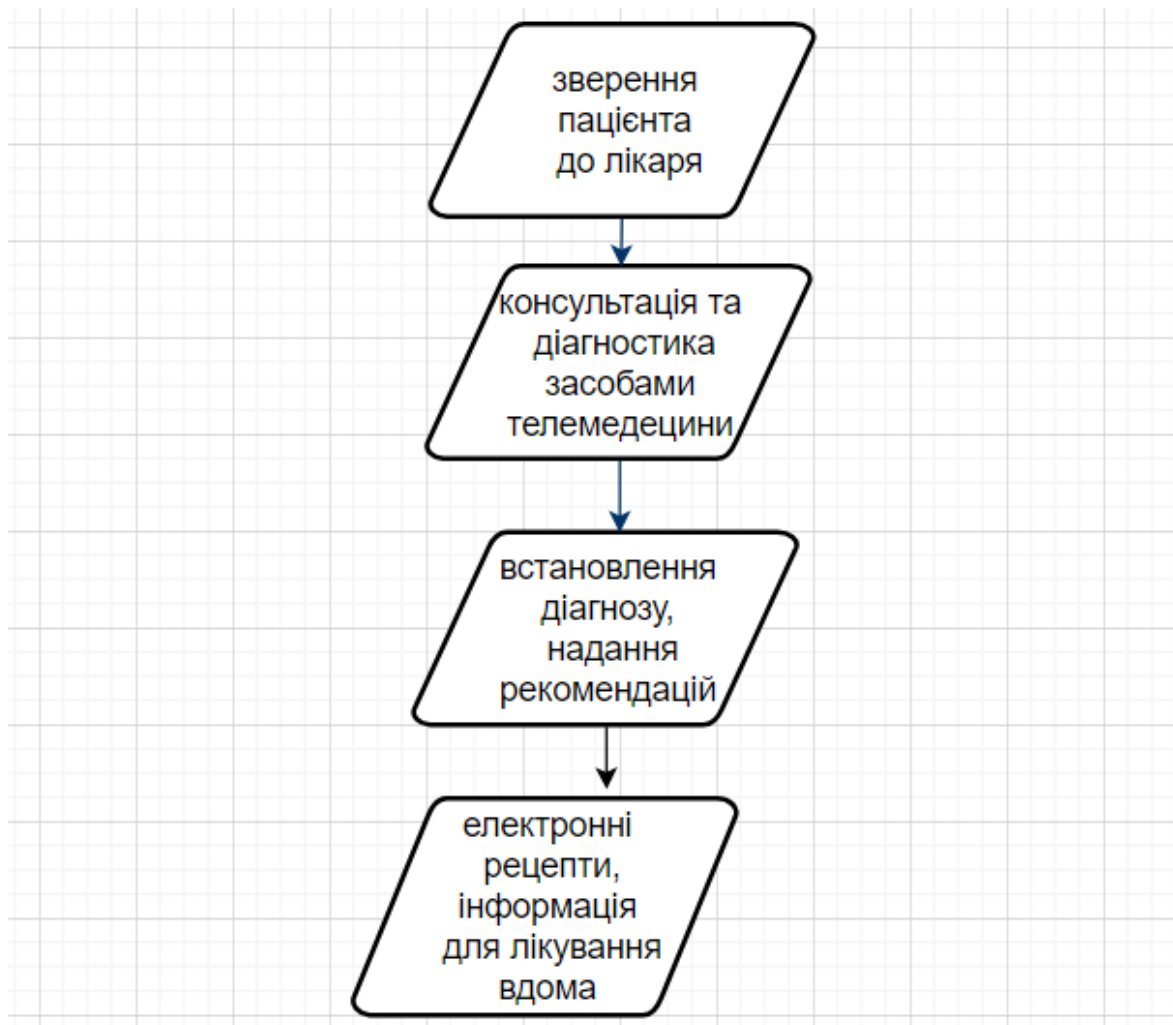 зверення
пацієнта
до лікаря
консультація та
діагностика
засобами
телемедецини
встановлення
діагнозу,
надання
рекомендацій
електронні
рецепти,
інформація
для лікування
вдома